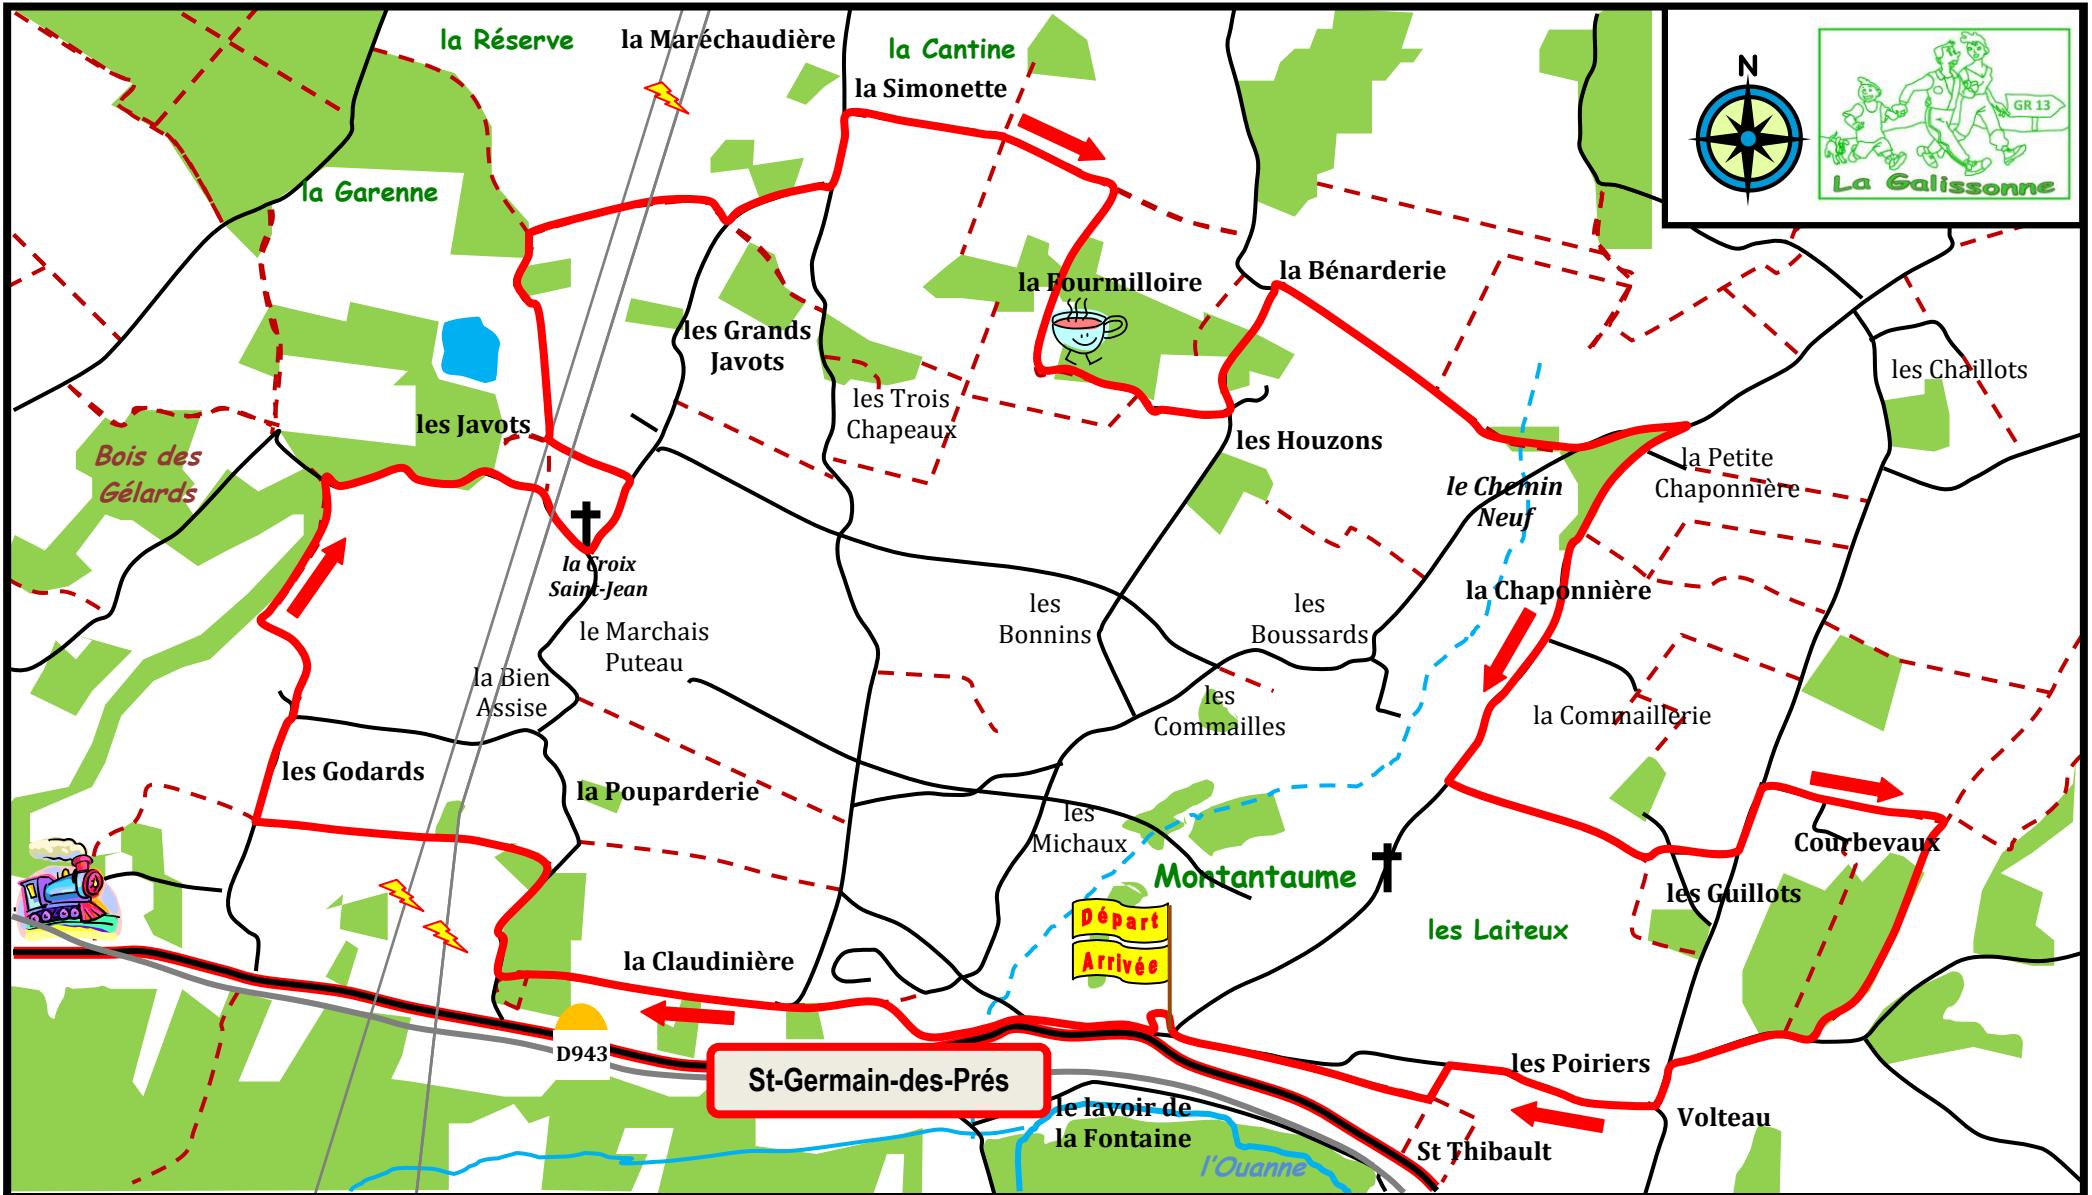 la Réserve
la Maréchaudière
la Cantine
la Simonette
N
GR 13
La Galissonne
la Garenne
la Fourmilloire
la Bénarderie
les Grands
Javots
les Trois
Chapeaux
les Chaillots
les Javots
les Houzons
Bois des
Gélards
la Petite
Chaponnière
le Chemin
Neuf
la Croix
Saint-Jean
la Chaponnière
le Marchais
Puteau
les
Bonnins
les
Boussards
la Bien
Assise
les
Commailles
la Commaillerie
les Godards
la Pouparderie
les
Michaux
Courbevaux
Montantaume
les Guillots
Départ
Arrivée
les Laiteux
la Claudinière
D943
St-Germain-des-Prés
les Poiriers
le lavoir de
la Fontaine
Volteau
St Thibault
l'Ouanne